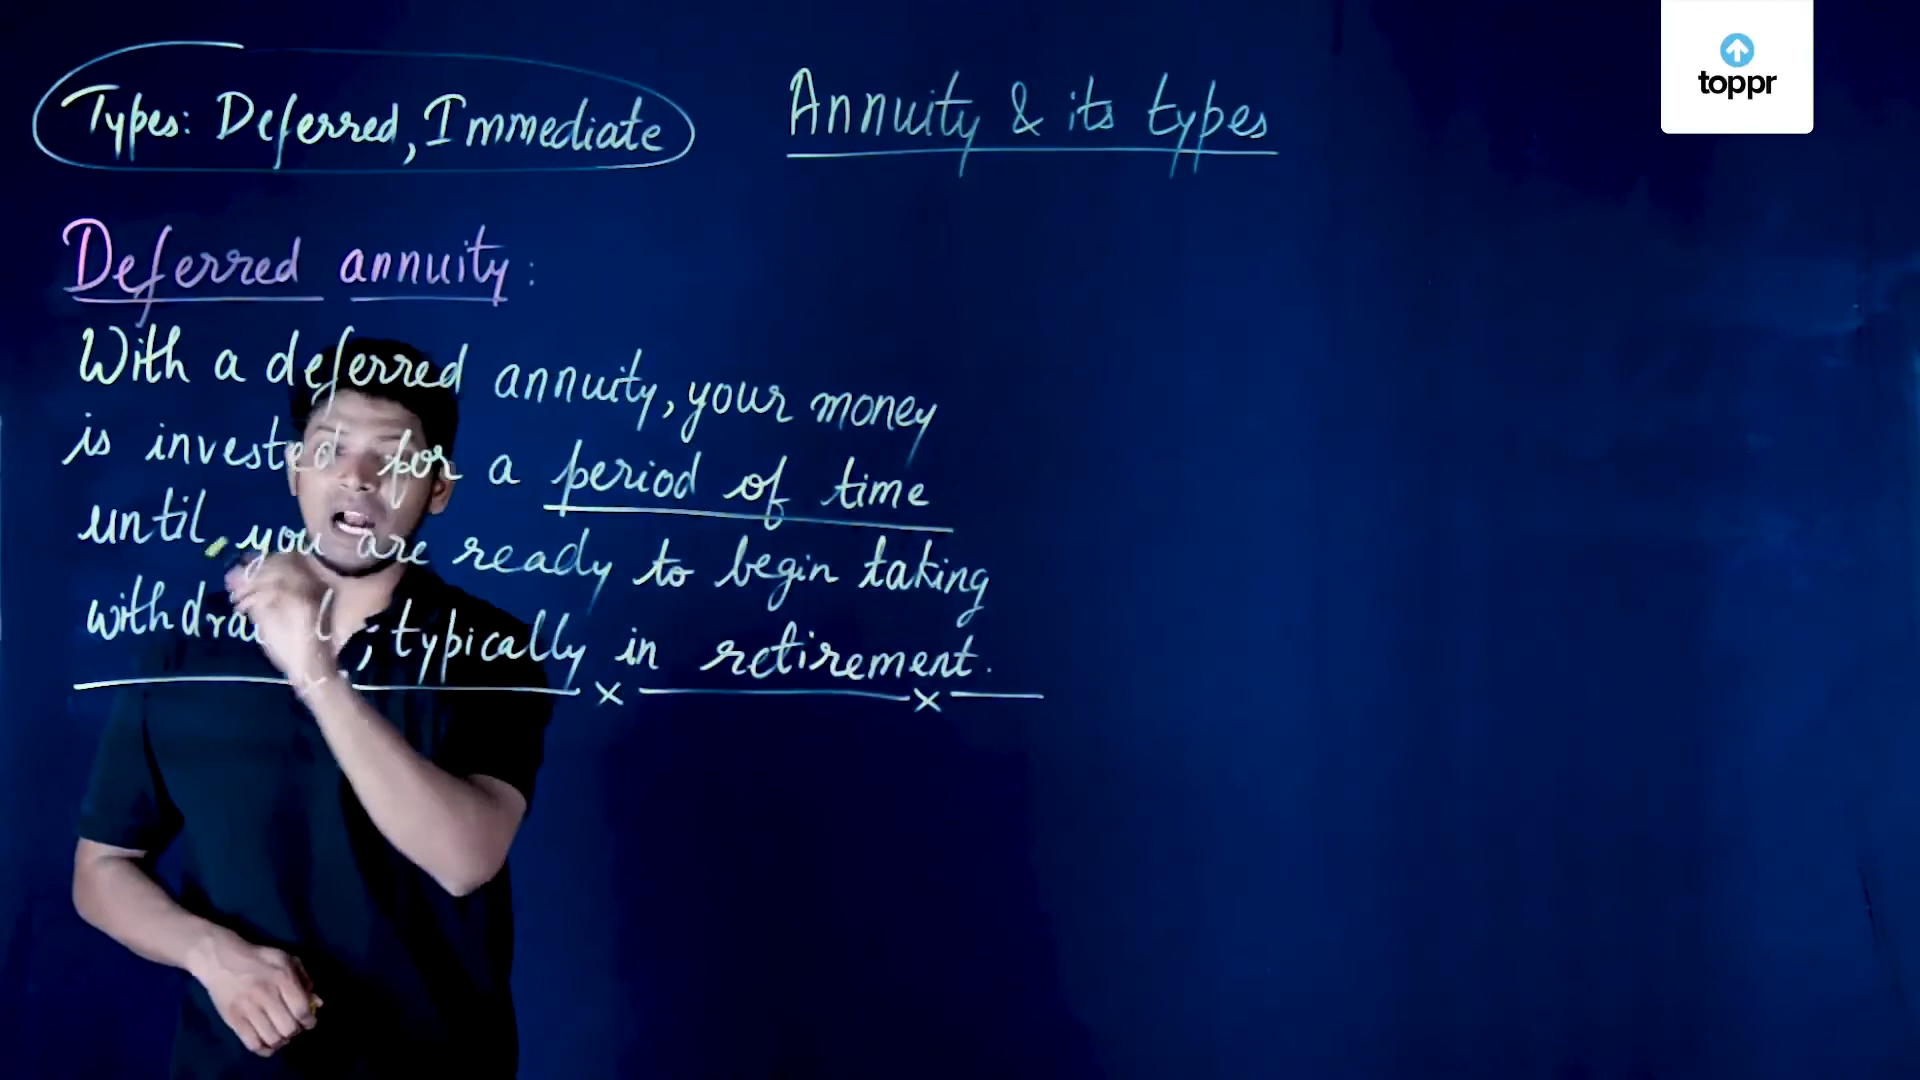 Types: Deferred, Immediate
Annuity & its types
toppr
Deferred annuity:
With a deferred annuity, your money
is invested for a period of time
until, you are ready to begin taking
; typically in retirement.